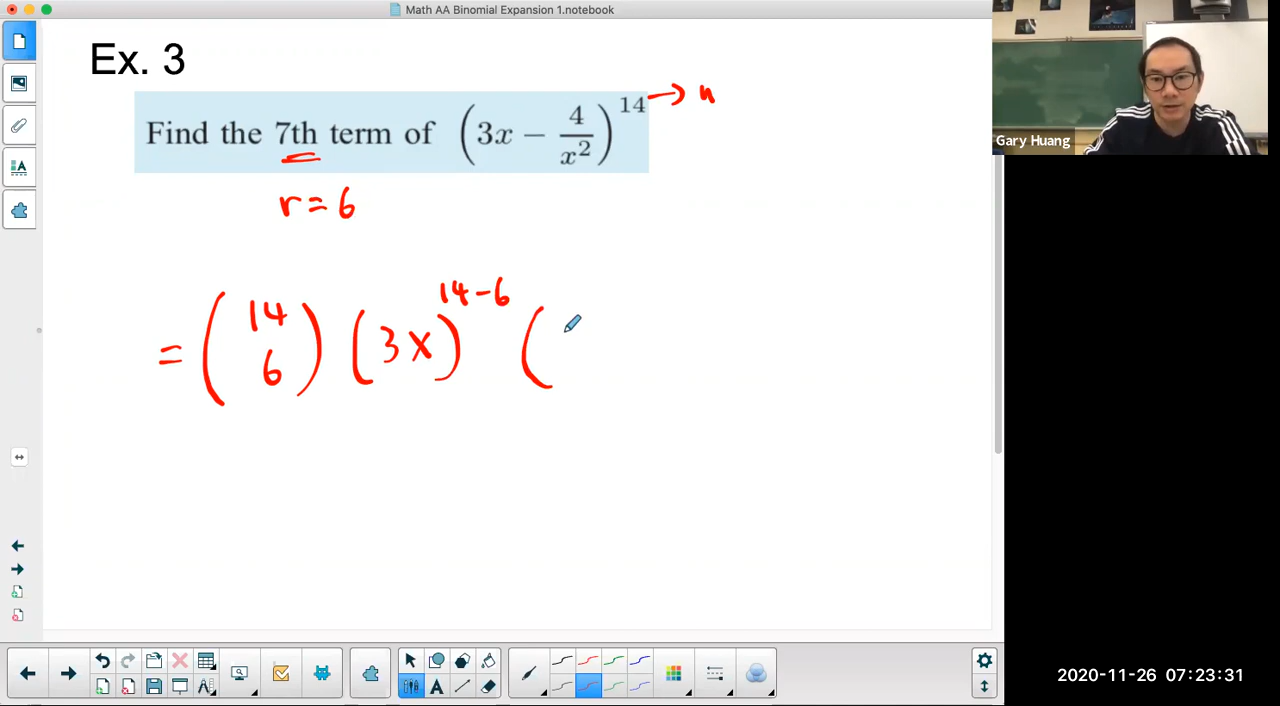 Math AA Binomial Expansion 1.notebook
Ex. 3
Find the 7th term of (3x − 4/x²)^14 → n
r = 6
= (14 6) (3x)^14−6 (
Gary Huang
A
A
2020-11-26 07:23:31